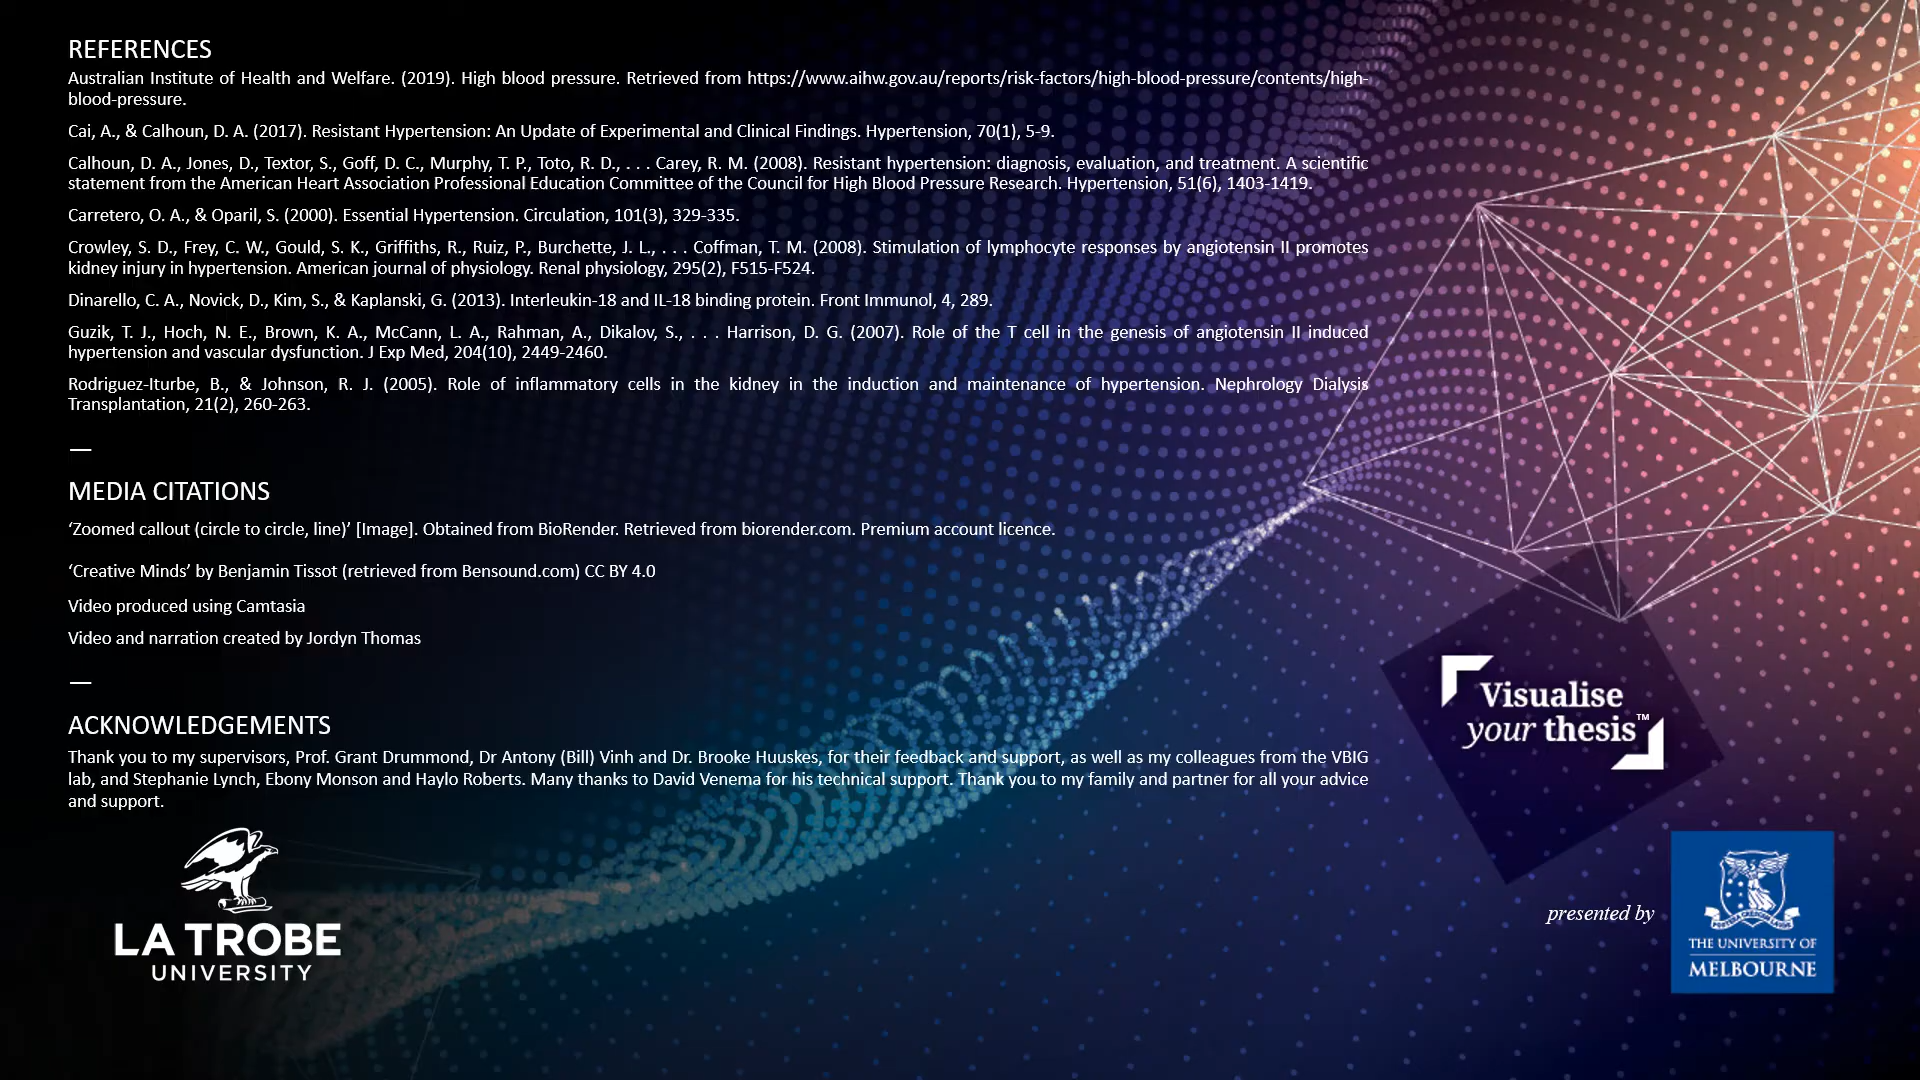 REFERENCES
Australian Institute of Health and Welfare. (2019). High blood pressure. Retrieved from https://www.aihw.gov.au/reports/risk-factors/high-blood-pressure/contents/high-
blood-pressure.
Cai, A., & Calhoun, D. A. (2017). Resistant Hypertension: An Update of Experimental and Clinical Findings. Hypertension, 70(1), 5-9.
Calhoun, D. A., Jones, D., Textor, S., Goff, D. C., Murphy, T. P., Toto, R. D., . . . Carey, R. M. (2008). Resistant hypertension: diagnosis, evaluation, and treatment. A scientific
statement from the American Heart Association Professional Education Committee of the Council for High Blood Pressure Research. Hypertension, 51(6), 1403-1419.
Carretero, O. A., & Oparil, S. (2000). Essential Hypertension. Circulation, 101(3), 329-335.
Crowley, S. D., Frey, C. W., Gould, S. K., Griffiths, R., Ruiz, P., Burchette, J. L., . . . Coffman, T. M. (2008). Stimulation of lymphocyte responses by angiotensin II promotes
kidney injury in hypertension. American journal of physiology. Renal physiology, 295(2), F515-F524.
Dinarello, C. A., Novick, D., Kim, S., & Kaplanski, G. (2013). Interleukin-18 and IL-18 binding protein. Front Immunol, 4, 289.
Guzik, T. J., Hoch, N. E., Brown, K. A., McCann, L. A., Rahman, A., Dikalov, S., . . . Harrison, D. G. (2007). Role of the T cell in the genesis of angiotensin II induced
hypertension and vascular dysfunction. J Exp Med, 204(10), 2449-2460.
Rodriguez-Iturbe, B., & Johnson, R. J. (2005). Role of inflammatory cells in the kidney in the induction and maintenance of hypertension. Nephrology Dialysis
Transplantation, 21(2), 260-263.
—
MEDIA CITATIONS
‘Zoomed callout (circle to circle, line)’ [Image]. Obtained from BioRender. Retrieved from biorender.com. Premium account licence.
‘Creative Minds’ by Benjamin Tissot (retrieved from Bensound.com) CC BY 4.0
Video produced using Camtasia
Video and narration created by Jordyn Thomas
—
ACKNOWLEDGEMENTS
Thank you to my supervisors, Prof. Grant Drummond, Dr Antony (Bill) Vinh and Dr. Brooke Huuskes, for their feedback and support, as well as my colleagues from the VBIG
lab, and Stephanie Lynch, Ebony Monson and Haylo Roberts. Many thanks to David Venema for his technical support. Thank you to my family and partner for all your advice
and support.
LA TROBE
UNIVERSITY
Visualise
your thesis™
presented by
THE UNIVERSITY OF
MELBOURNE